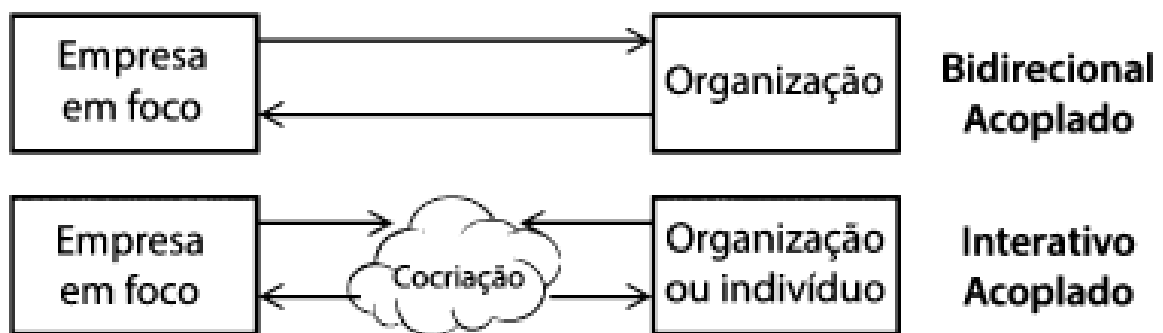 Empresa
em foco
Organização
Bidirecional
Acoplado
Empresa
em foco
Cocriação
Organização
ou indivíduo
Interativo
Acoplado